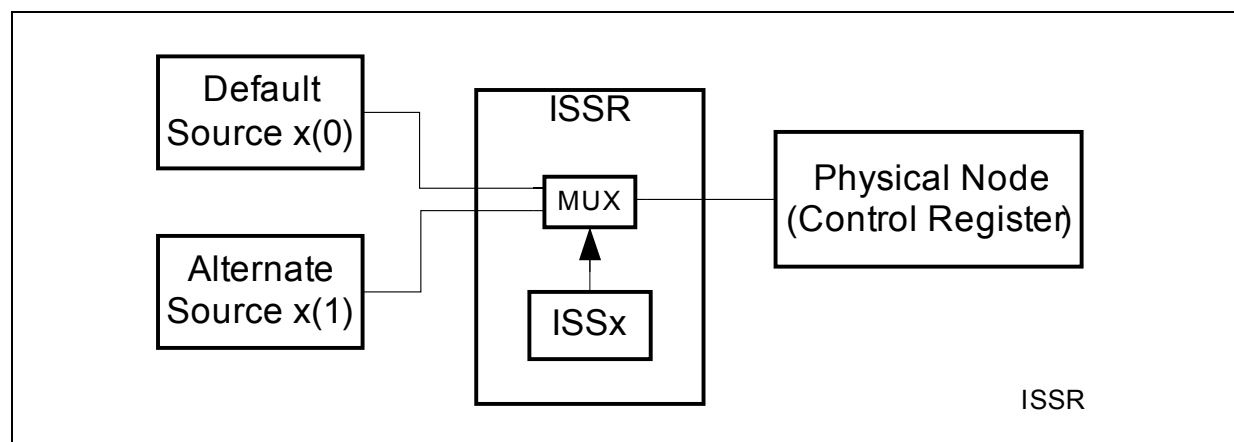 Default
Source x(0)
ISSR
MUX
Physical Node
(Control Register)
Alternate
Source x(1)
ISSx
ISSR